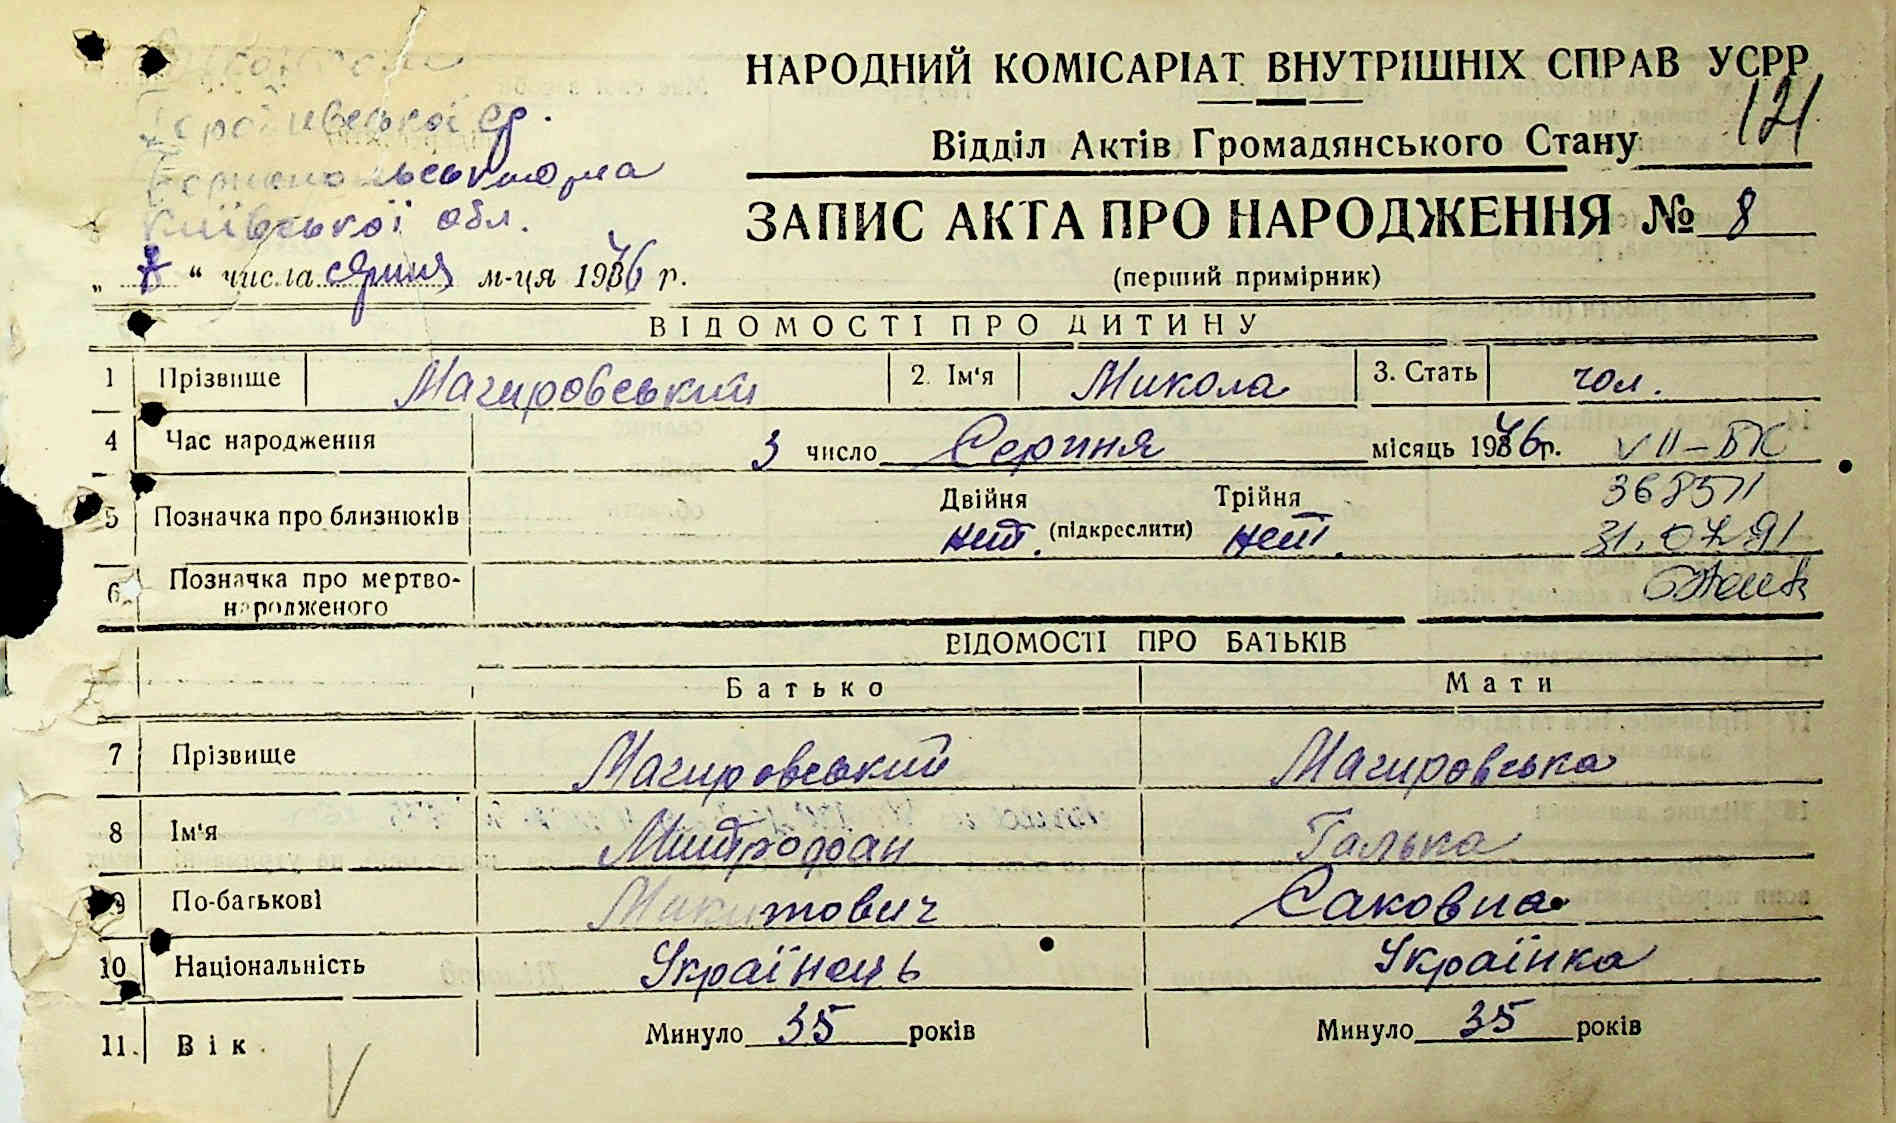 НАРОДНИЙ КОМІСАРІАТ ВНУТРІШНІХ СПРАВ УСРР
121
Відділ Актів Громадянського Стану
ЗАПИС АКТА ПРО НАРОДЖЕННЯ № 8
(перший примірник)
Київської обл.
„ 8 “ числа серпня м-ця 1946 р.
ВІДОМОСТІ ПРО ДИТИНУ
1 Прізвище Магировський 2. Ім'я Микола 3. Стать чол.
4 Час народження 3 число Серпня місяць 1946 р. VII-БК
368571
31.07.91
5 Позначка про близнюків Двійня нет. (підкреслити) Трійня нет.
6. Позначка про мертво-
народженого
ВІДОМОСТІ ПРО БАТЬКІВ
Батько Мати
7 Прізвище Магировський Магировська
8 Ім'я Митрофан Галька
9 По-батькові Микитович Саковна
10 Національність Українець Українка
11. Вік. Минуло 35 років Минуло 35 років